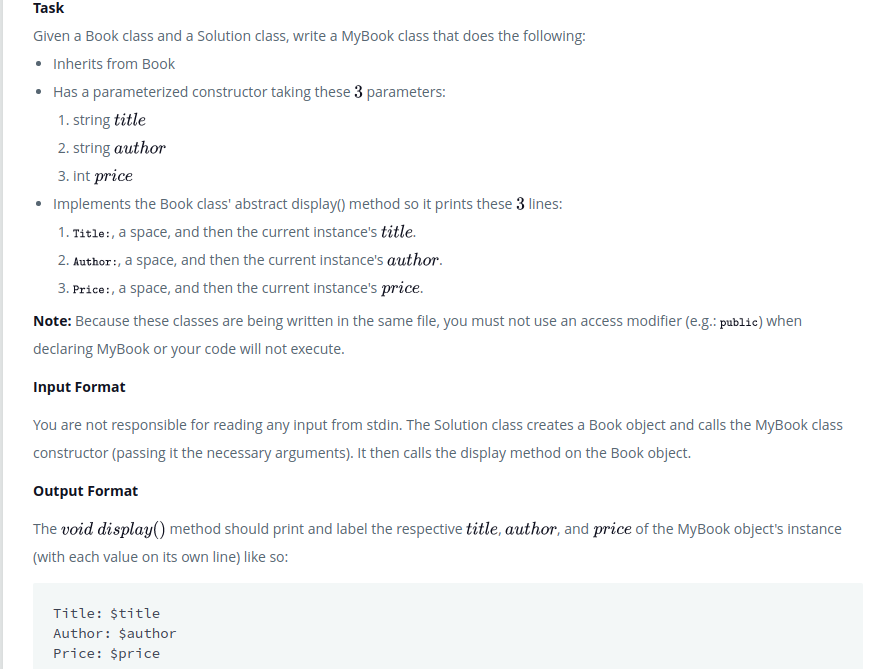 Task
Given a Book class and a Solution class, write a MyBook class that does the following:
• Inherits from Book
• Has a parameterized constructor taking these 3 parameters:
1. string title
2. string author
3. int price
• Implements the Book class' abstract display() method so it prints these 3 lines:
1. Title:, a space, and then the current instance's title.
2. Author:, a space, and then the current instance's author.
3. Price:, a space, and then the current instance's price.
Note: Because these classes are being written in the same file, you must not use an access modifier (e.g.: public) when
declaring MyBook or your code will not execute.
Input Format
You are not responsible for reading any input from stdin. The Solution class creates a Book object and calls the MyBook class
constructor (passing it the necessary arguments). It then calls the display method on the Book object.
Output Format
The void display() method should print and label the respective title, author, and price of the MyBook object's instance
(with each value on its own line) like so:
Title: $title
Author: $author
Price: $price